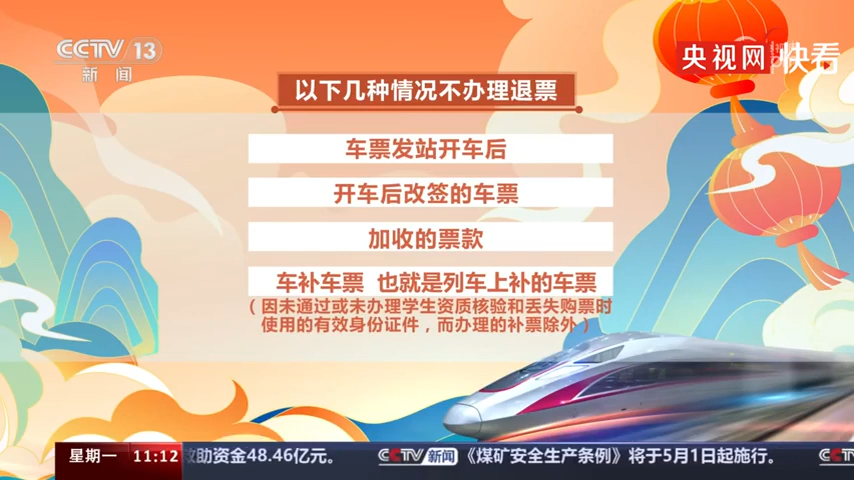 CCTV 13
新闻
央视网 快看
以下几种情况不办理退票
车票发站开车后
开车后改签的车票
加收的票款
车补车票 也就是列车上补的车票
（因未通过或未办理学生资质核验和丢失购票时
使用的有效身份证件，而办理的补票除外）
星期一 11:12 助资金48.46亿元。 CCTV新闻 《煤矿安全生产条例》将于5月1日起施行。